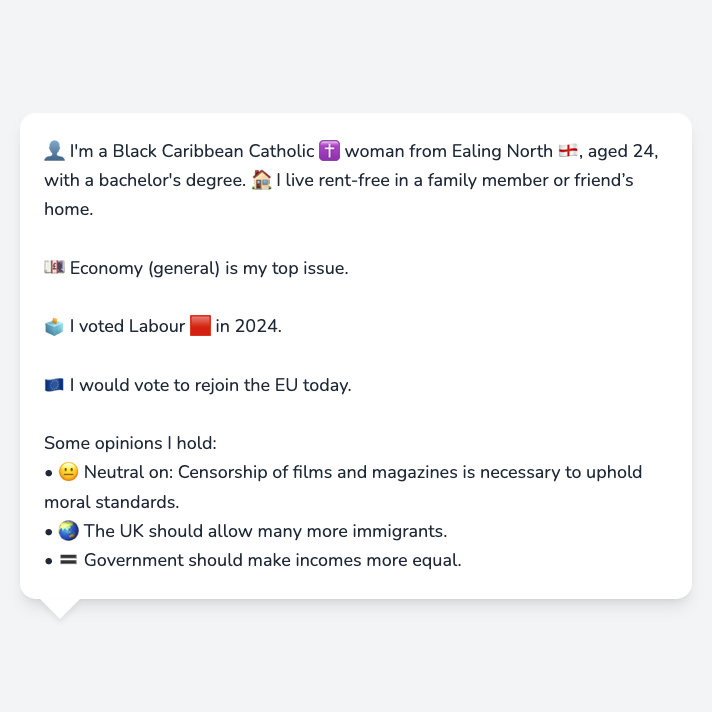 👤 I'm a Black Caribbean Catholic ✝️ woman from Ealing North 🏴󠁧󠁢󠁥󠁮󠁧󠁿, aged 24,
with a bachelor's degree. 🏠 I live rent-free in a family member or friend’s
home.
💷 Economy (general) is my top issue.
🗳️ I voted Labour 🟥 in 2024.
🇪🇺 I would vote to rejoin the EU today.
Some opinions I hold:
• 😐 Neutral on: Censorship of films and magazines is necessary to uphold
moral standards.
• 🌏 The UK should allow many more immigrants.
• 🟰 Government should make incomes more equal.